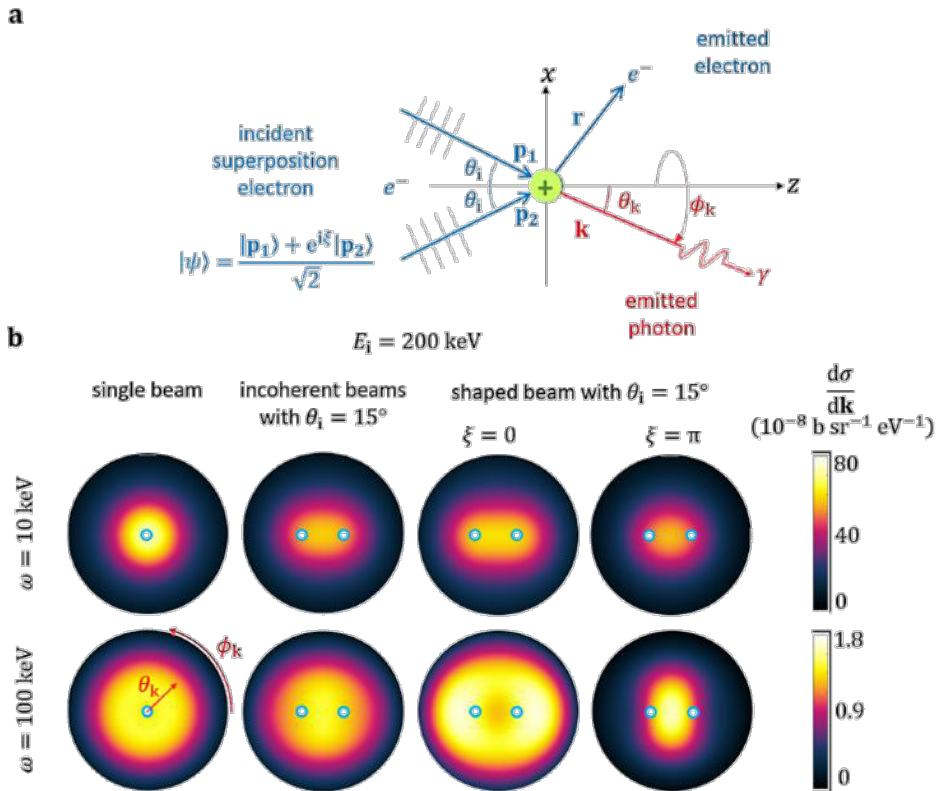 a
emitted
electron
x
e⁻
r
incident
superposition
electron
p₁
θᵢ
e⁻
θᵢ
p₂
+
z
θₖ
ϕₖ
k
|ψ⟩ = |p₁⟩ + e^{iξ}|p₂⟩ / √2
γ
emitted
photon
b
Eᵢ = 200 keV
single beam
incoherent beams
with θᵢ = 15°
shaped beam with θᵢ = 15°
ξ = 0
ξ = π
dσ
dk
(10⁻⁸ b sr⁻¹ eV⁻¹)
ω = 10 keV
80
40
0
ω = 100 keV
ϕₖ
θₖ
1.8
0.9
0